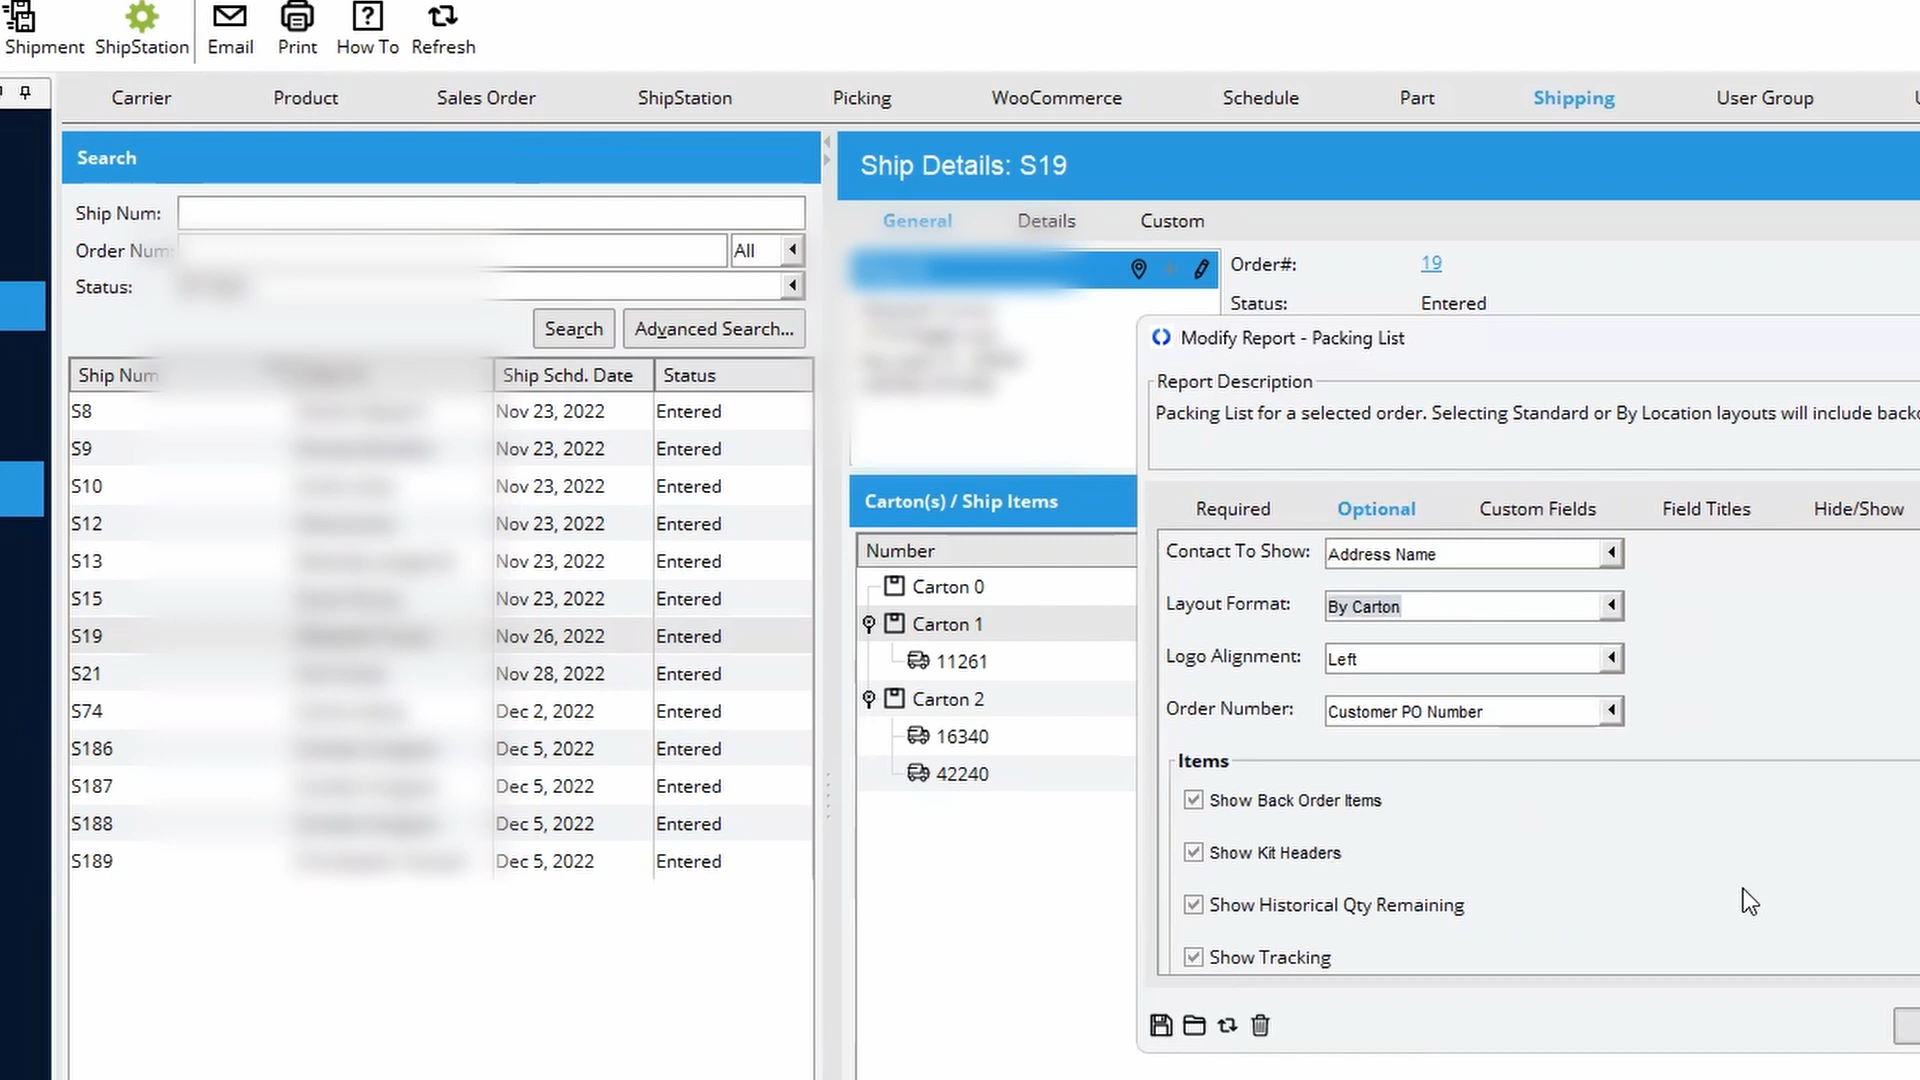 Shipment ShipStation Email Print How To Refresh
Carrier Product Sales Order ShipStation Picking WooCommerce Schedule Part Shipping User Group
Search
Ship Num:
Order Num:
All
Status:
Search Advanced Search...
Ship Num Ship Schd. Date Status
S8 Nov 23, 2022 Entered
S9 Nov 23, 2022 Entered
S10 Nov 23, 2022 Entered
S12 Nov 23, 2022 Entered
S13 Nov 23, 2022 Entered
S15 Nov 23, 2022 Entered
S19 Nov 26, 2022 Entered
S21 Nov 28, 2022 Entered
S74 Dec 2, 2022 Entered
S186 Dec 5, 2022 Entered
S187 Dec 5, 2022 Entered
S188 Dec 5, 2022 Entered
S189 Dec 5, 2022 Entered
Ship Details: S19
General Details Custom
Order#: 19
Status: Entered
Carton(s) / Ship Items
Number
Carton 0
Carton 1
11261
Carton 2
16340
42240
Modify Report - Packing List
Report Description
Packing List for a selected order. Selecting Standard or By Location layouts will include
Required Optional Custom Fields Field Titles Hide/Show
Contact To Show: Address Name
Layout Format: By Carton
Logo Alignment: Left
Order Number: Customer PO Number
Items
Show Back Order Items
Show Kit Headers
Show Historical Qty Remaining
Show Tracking